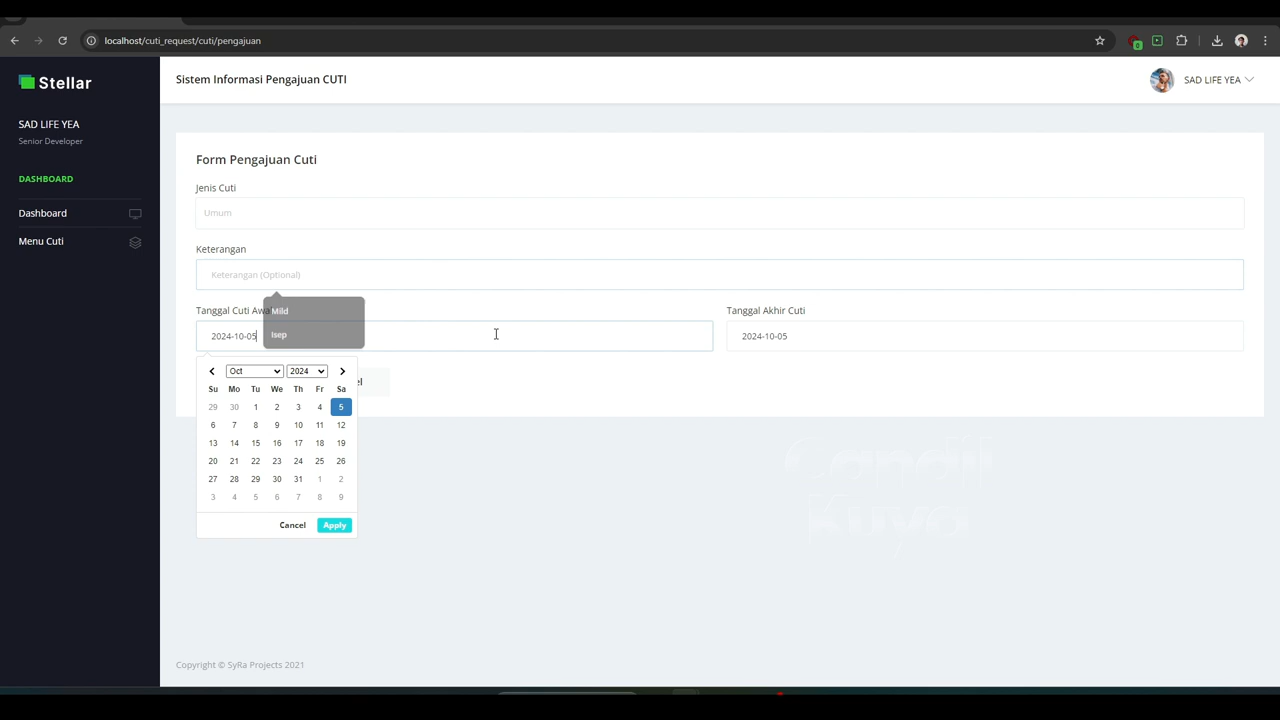 localhost/cuti_request/cuti/pengajuan
0
Stellar
Sistem Informasi Pengajuan CUTI
SAD LIFE YEA
SAD LIFE YEA
Senior Developer
DASHBOARD
Dashboard
Menu Cuti
Form Pengajuan Cuti
Jenis Cuti
Umum
Keterangan
Keterangan (Optional)
Mild
Isep
Tanggal Cuti Awa
Tanggal Akhir Cuti
2024-10-05
2024-10-05
el
Oct 2024
Su Mo Tu We Th Fr Sa
29 30 1 2 3 4 5
6 7 8 9 10 11 12
13 14 15 16 17 18 19
20 21 22 23 24 25 26
27 28 29 30 31 1 2
3 4 5 6 7 8 9
Cancel Apply
Candil
Kuya
Copyright © SyRa Projects 2021